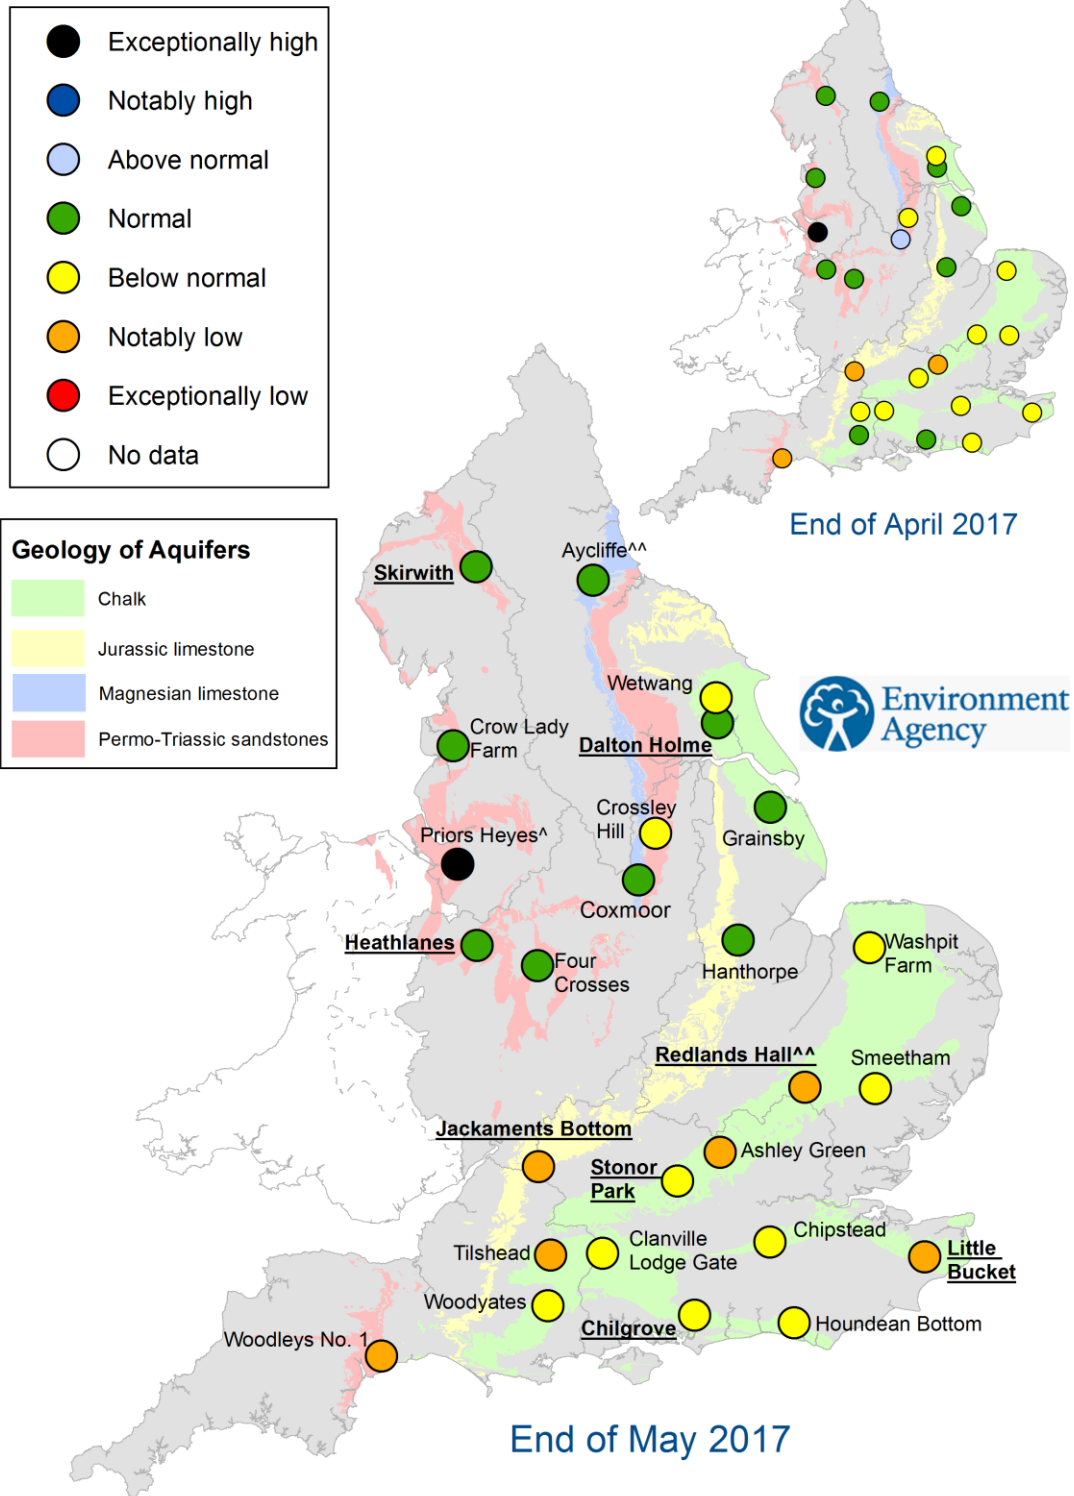 Exceptionally high
Notably high
Above normal
Normal
Below normal
Notably low
Exceptionally low
No data
End of April 2017
Geology of Aquifers
Chalk
Jurassic limestone
Magnesian limestone
Permo-Triassic sandstones
Aycliffe^^
Skirwith
Wetwang
Environment
Agency
Crow Lady
Farm
Dalton Holme
Crossley
Hill
Priors Heyes^
Grainsby
Coxmoor
Heathlanes
Four
Crosses
Hanthorpe
Washpit
Farm
Redlands Hall^^
Smeetham
Jackaments Bottom
Ashley Green
Stonor
Park
Tilshead
Clanville
Lodge Gate
Chipstead
Little
Bucket
Woodyates
Chilgrove
Houndean Bottom
Woodleys No. 1
End of May 2017